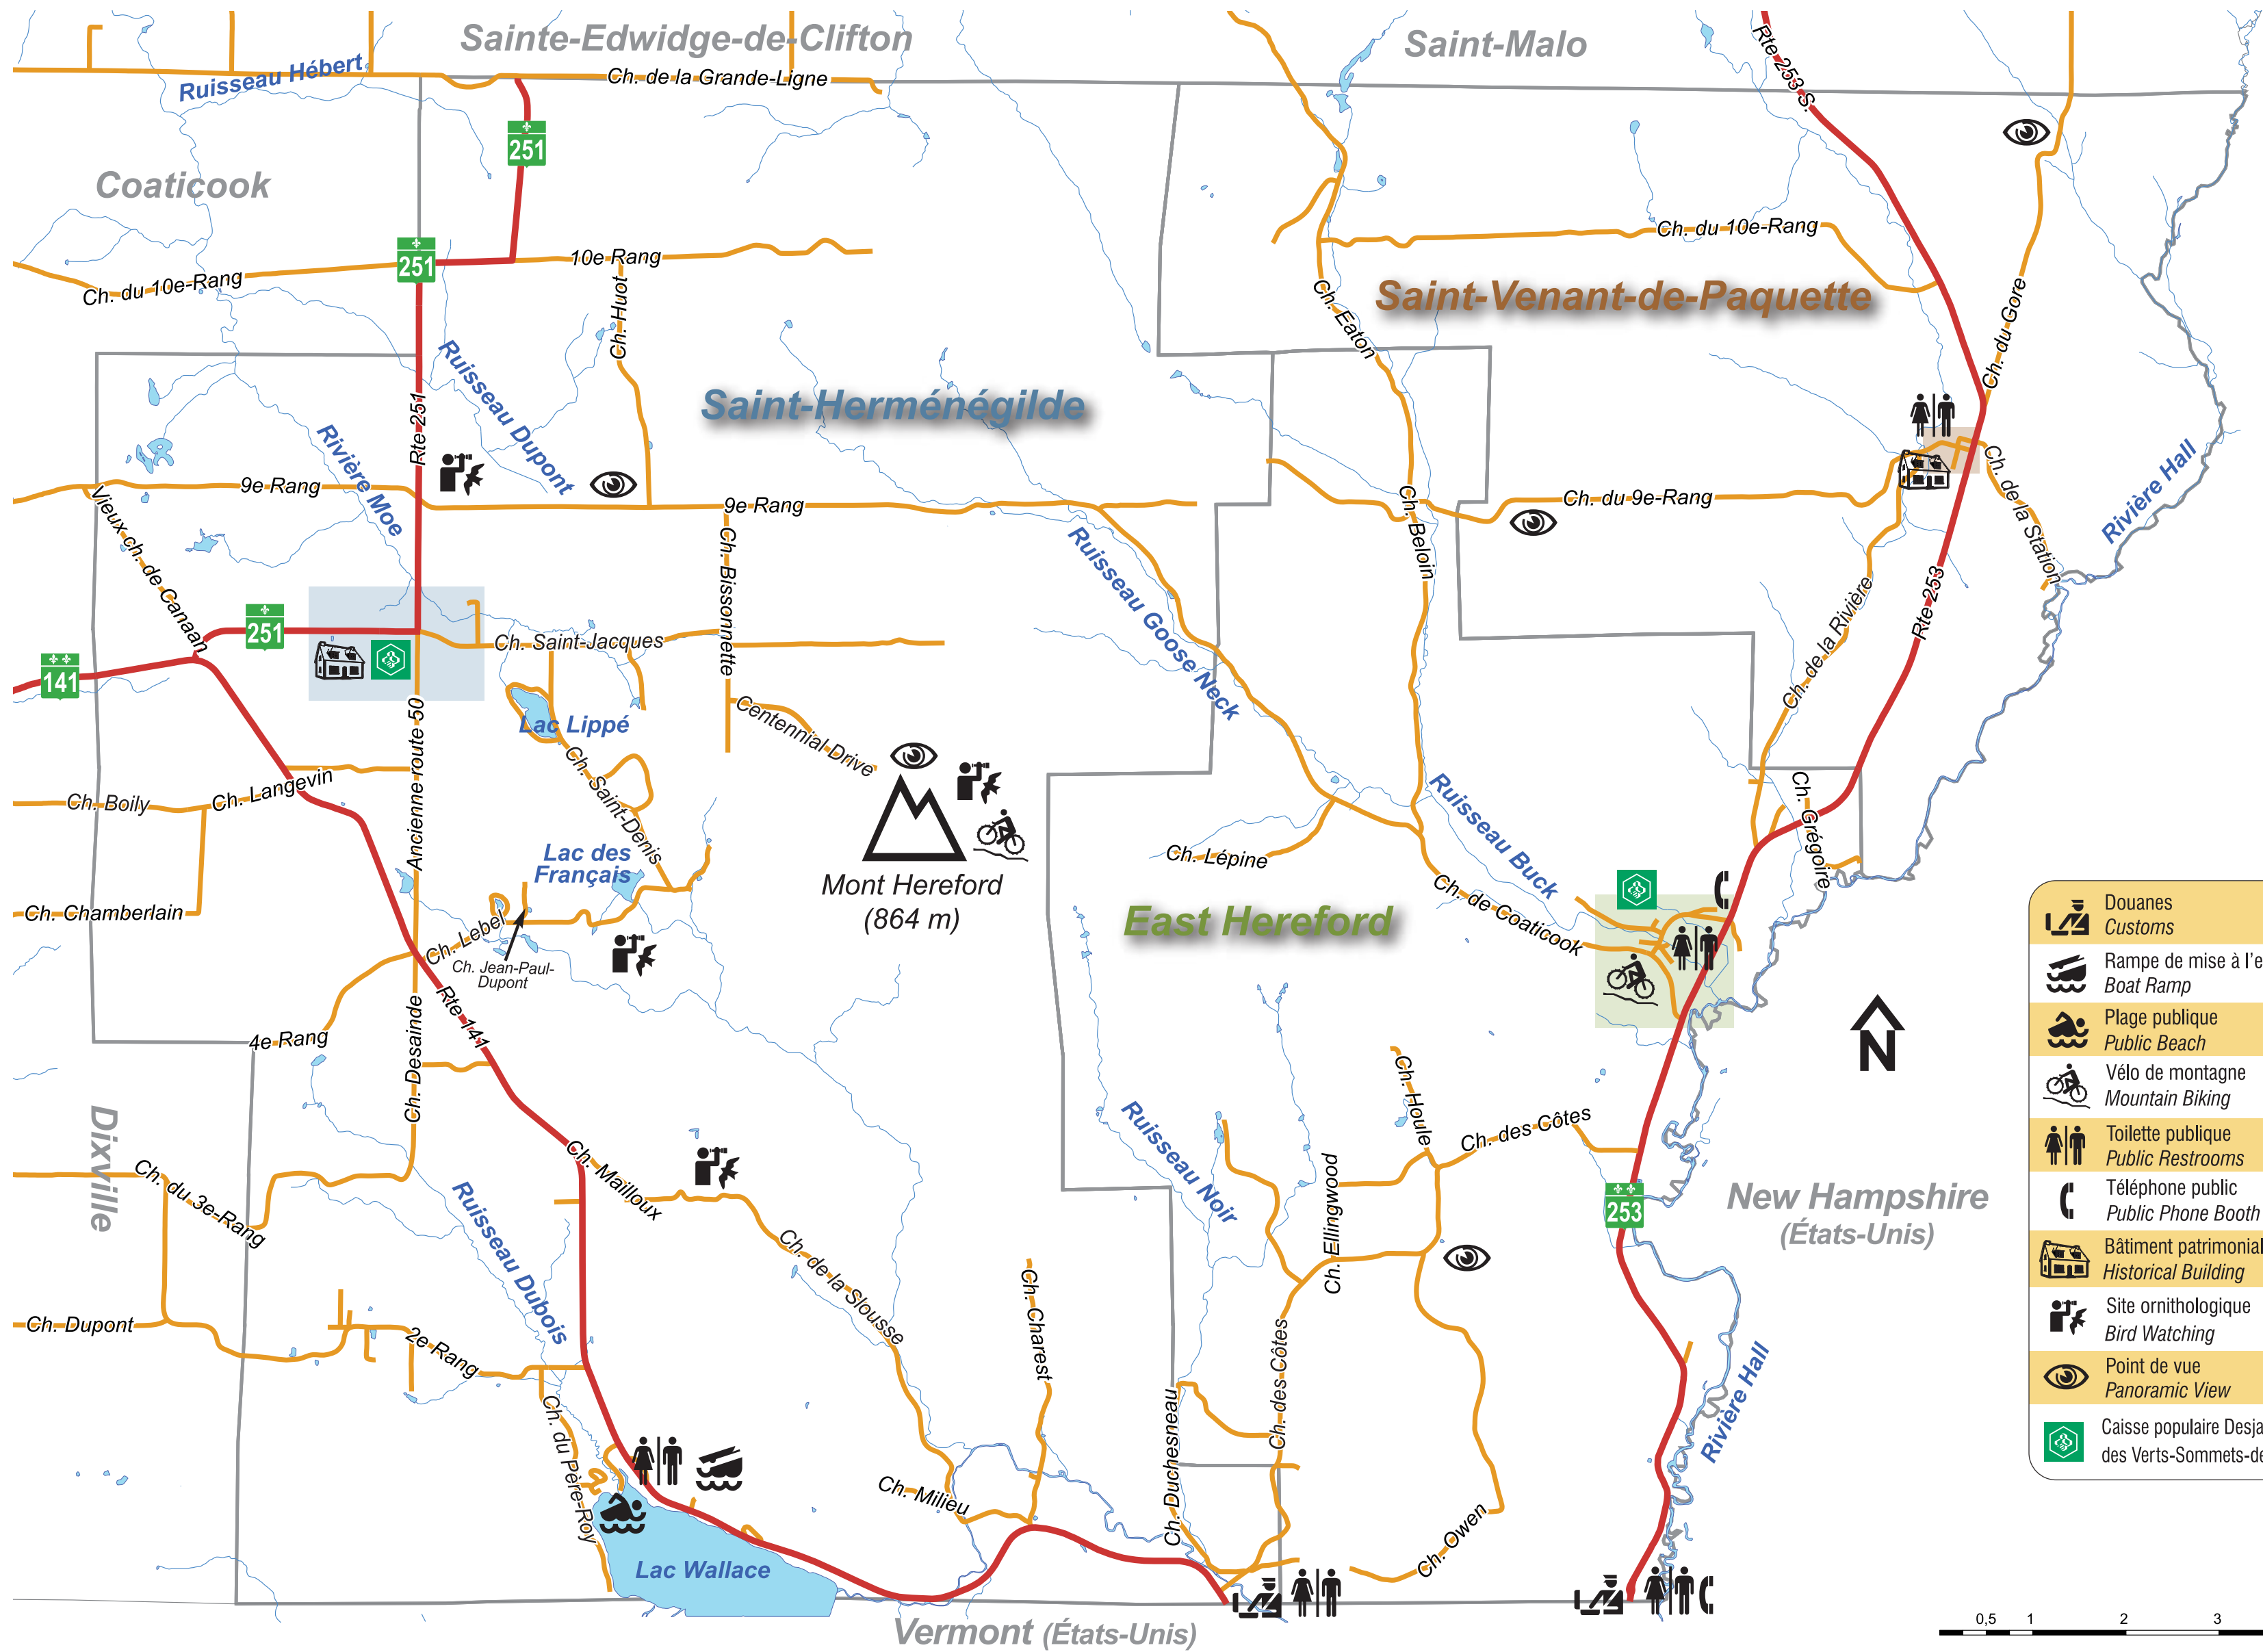 Sainte-Edwidge-de-Clifton
Saint-Malo
Rte 253 S.
Ch. de la Grande-Ligne
Ruisseau Hébert
251
Coaticook
251
10e Rang
Ch. du 10e-Rang
Ch. du 10e-Rang
Ch. Huot
Ch. Eaton
Saint-Venant-de-Paquette
Ch. du Gore
Ruisseau Dupont
Rte 251
Saint-Herménégilde
Rivière Moe
9e Rang
9e Rang
Ch. du 9e-Rang
Ch. de la Station
Rivière Hall
Vieux ch. de Canaan
Ch. Bissonnette
Ruisseau Goose Neck
Ch. Beloin
Rte 253
Ch. de la Rivière
251
Ch. Saint-Jacques
141
Lac Lippé
Centennial Drive
Ancienne route 50
Ch. Saint-Denis
Ch. Boily
Ch. Langevin
Ruisseau Buck
Ch. Grégoire
Lac des
Français
Ch. Lépine
Mont Hereford
(864 m)
Ch. de Coaticook
East Hereford
Ch. Chamberlain
Ch. Lebel
Ch. Jean-Paul-
Dupont
Rte 141
4e Rang
Ch. Desainde
N
Dixville
Ch. du 3e-Rang
Ch. Mailloux
Ruisseau Noir
Ch. Houle
Ch. des Côtes
Ch. Ellingwood
253
New Hampshire
(États-Unis)
Ruisseau Dubois
Ch. de la Slousse
Ch. Charest
Ch. Dupont
2e Rang
Ch. des Côtes
Rivière Hall
Ch. du Père-Roy
Ch. Duchesneau
Ch. Milieu
Ch. Owen
Lac Wallace
Vermont (États-Unis)
Douanes
Customs
Rampe de mise à l'e
Boat Ramp
Plage publique
Public Beach
Vélo de montagne
Mountain Biking
Toilette publique
Public Restrooms
Téléphone public
Public Phone Booth
Bâtiment patrimonial
Historical Building
Site ornithologique
Bird Watching
Point de vue
Panoramic View
Caisse populaire Desja
des Verts-Sommets-de
0,5 1 2 3